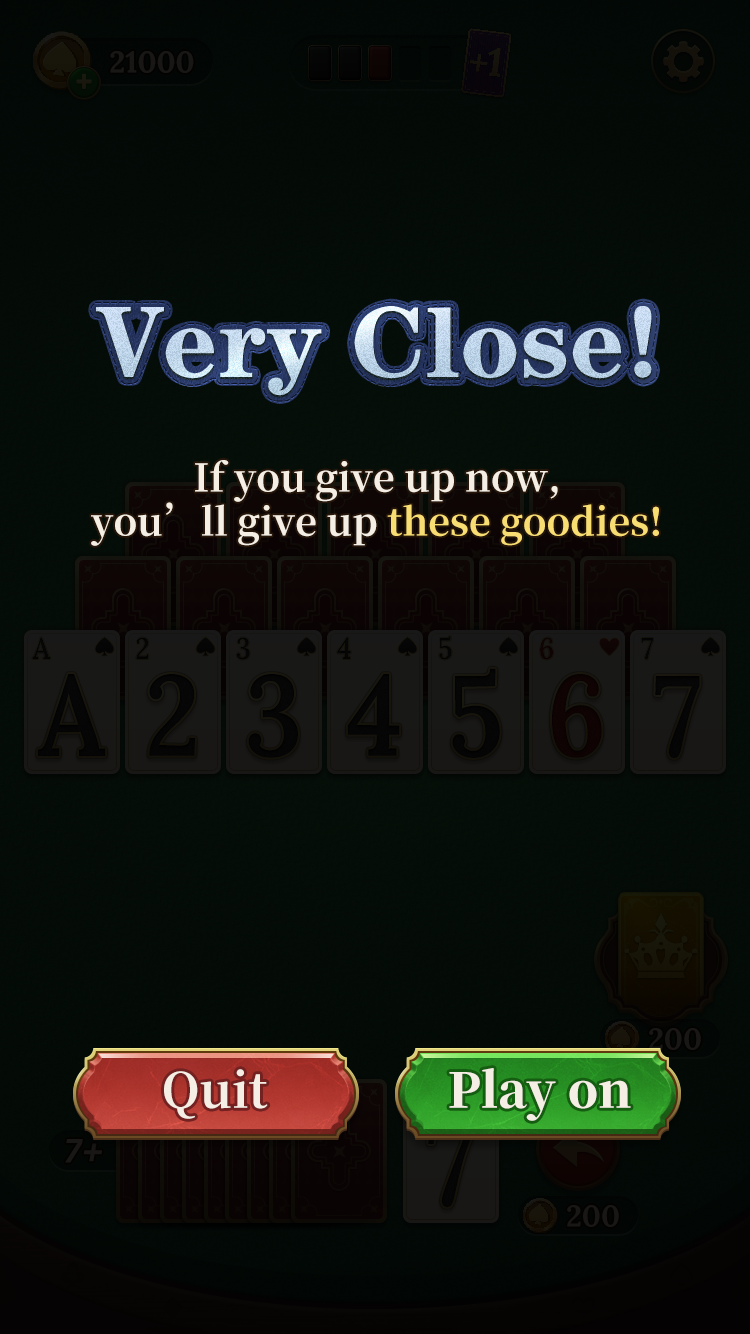 21000
+1
Very Close!
If you give up now,
you’ll give up these goodies!
A 2 3 4 5 6 7
A 2 3 4 5 6 7
200
Quit Play on
7+ 7
200